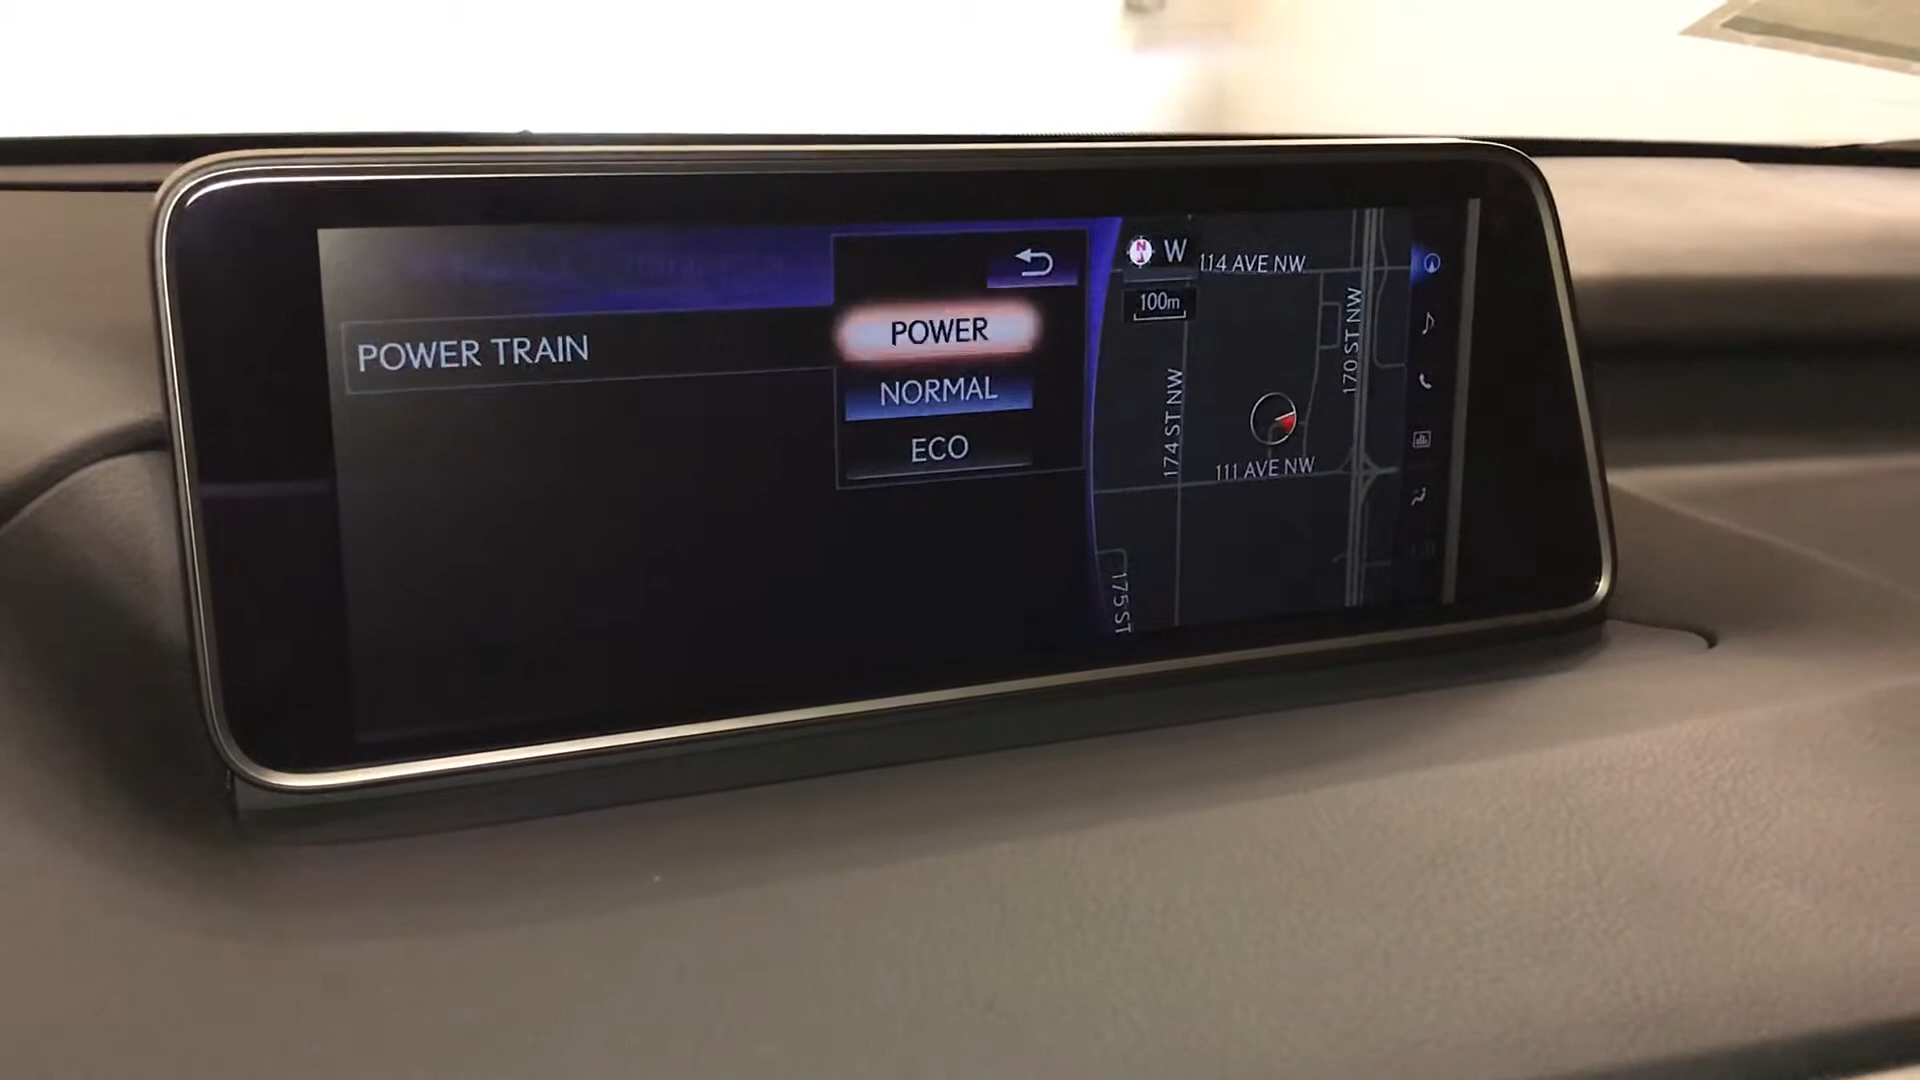 POWER TRAIN
POWER
NORMAL
ECO
N
W
100m
114 AVE NW
174 ST NW
170 ST NW
111 AVE NW
175 ST